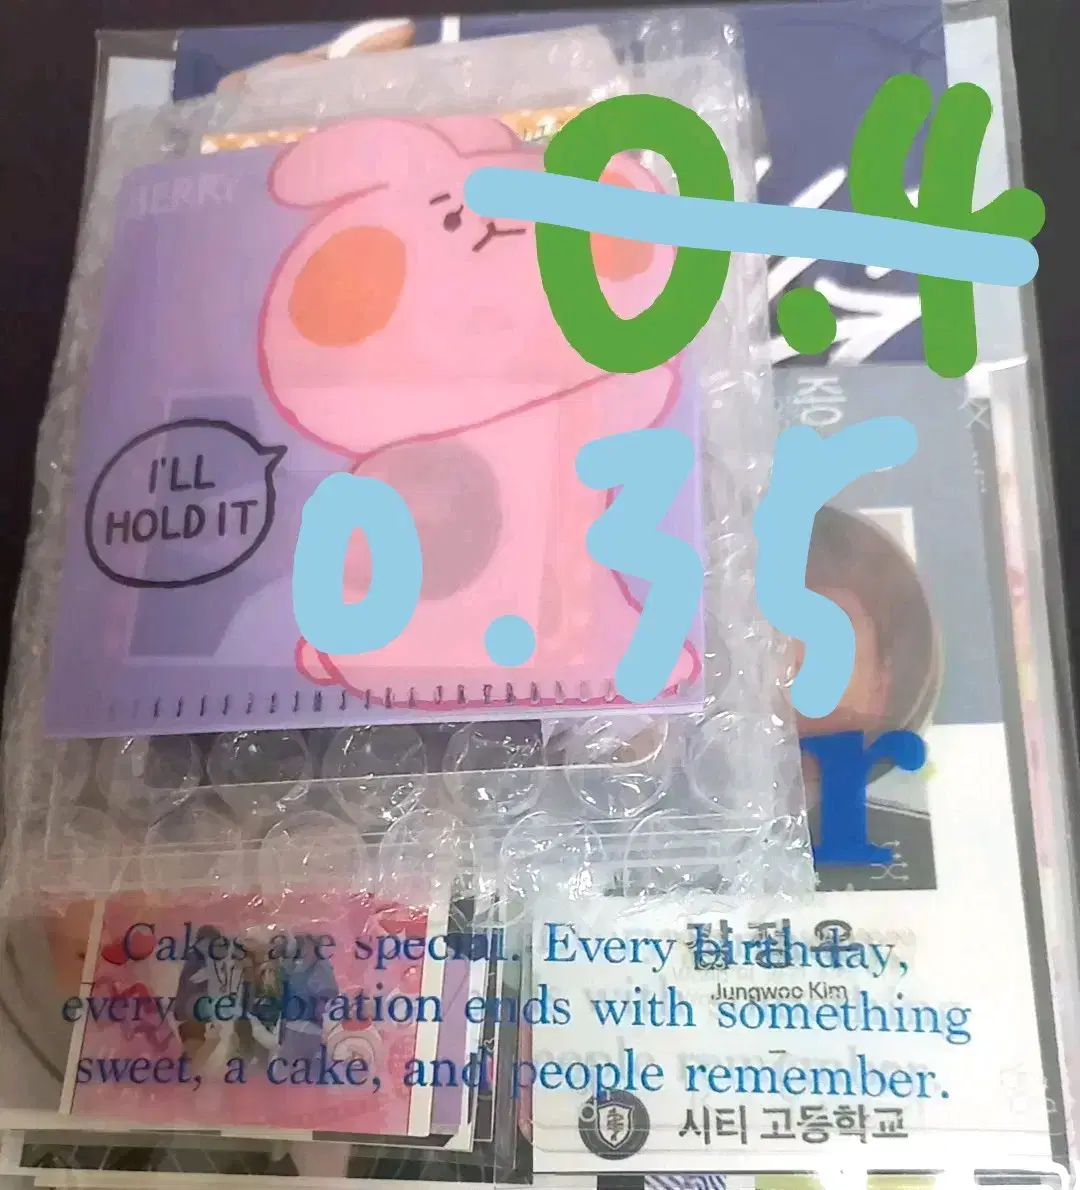 0.4
I'LL
HOLD IT
0.35
r
Cakes are special. Every birthday,
Jungwoo Kim
every celebration ends with something
sweet, a cake, and people remember.
시티 고등학교